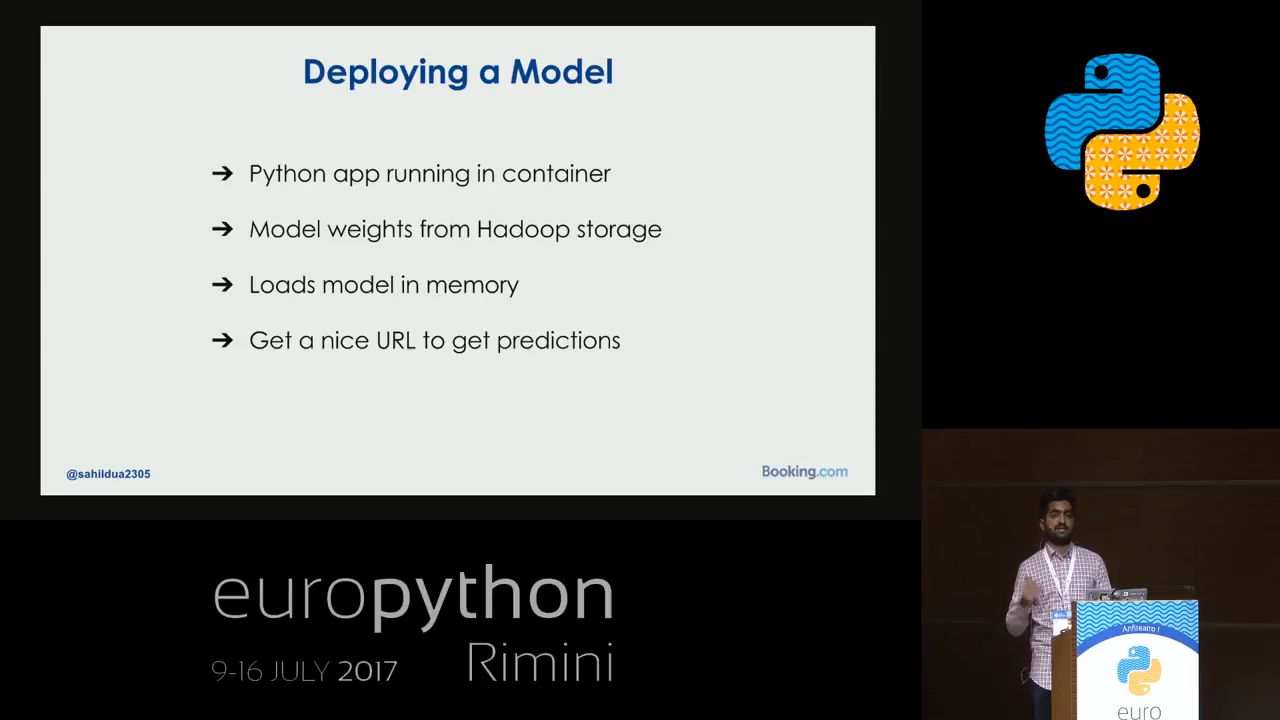 Deploying a Model
➔ Python app running in container
➔ Model weights from Hadoop storage
➔ Loads model in memory
➔ Get a nice URL to get predictions
@sahildua2305
Booking.com
europython
9-16 JULY 2017 Rimini
Anfiteatro I
euro